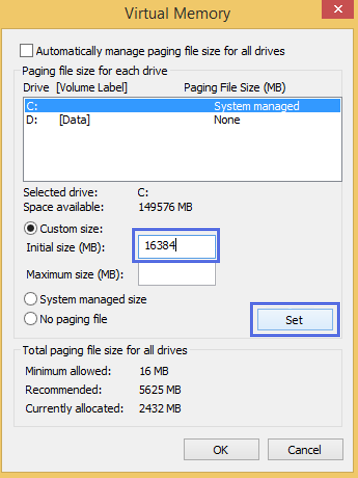 Virtual Memory
Automatically manage paging file size for all drives
Paging file size for each drive
Drive [Volume Label] Paging File Size (MB)
C: System managed
D: [Data] None
Selected drive: C:
Space available: 149576 MB
Custom size:
Initial size (MB): 16384
Maximum size (MB):
System managed size
No paging file Set
Total paging file size for all drives
Minimum allowed: 16 MB
Recommended: 5625 MB
Currently allocated: 2432 MB
OK Cancel